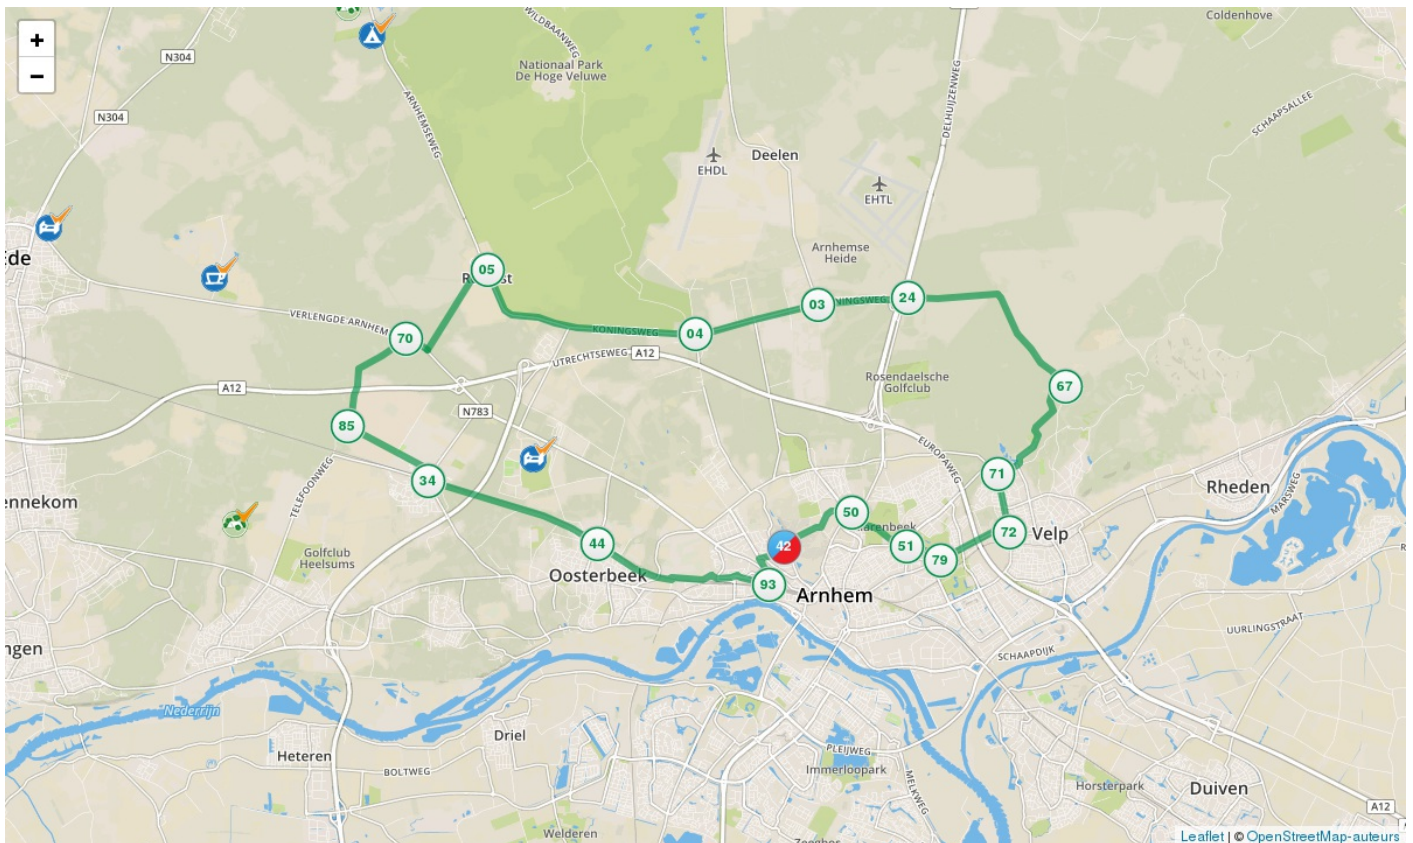 +
−
N304
N304
Nationaal Park
De Hoge Veluwe
WILDBAANWEG
ARNHEMSEWEG
DELHUIJZENWEG
Coldenhove
SCHAAPSALLEE
EHDL
Deelen
EHTL
Arnhemse
Heide
Ede
05
24
03
04
70
VERLENGDE ARNHEM
KONINGSWEG
UTRECHTSEWEG
A12
A12
N783
Rosendaelsche
Golfclub
67
85
34
EUROPAWEG
71
Rheden
MARSWEG
ennekom
TELEFOONWEG
50
72
Velp
44
42
51
79
Golfclub
Heelsums
Oosterbeek
93
Arnhem
UURLINGSTRAAT
SCHAAPDIJK
ngen
Nederrijn
Driel
Heteren
BOLTWEG
PLEIJWEG
Immerloopark
MELKWEG
Horsterpark
Duiven
A12
Welderen
Leaflet | © OpenStreetMap-auteurs